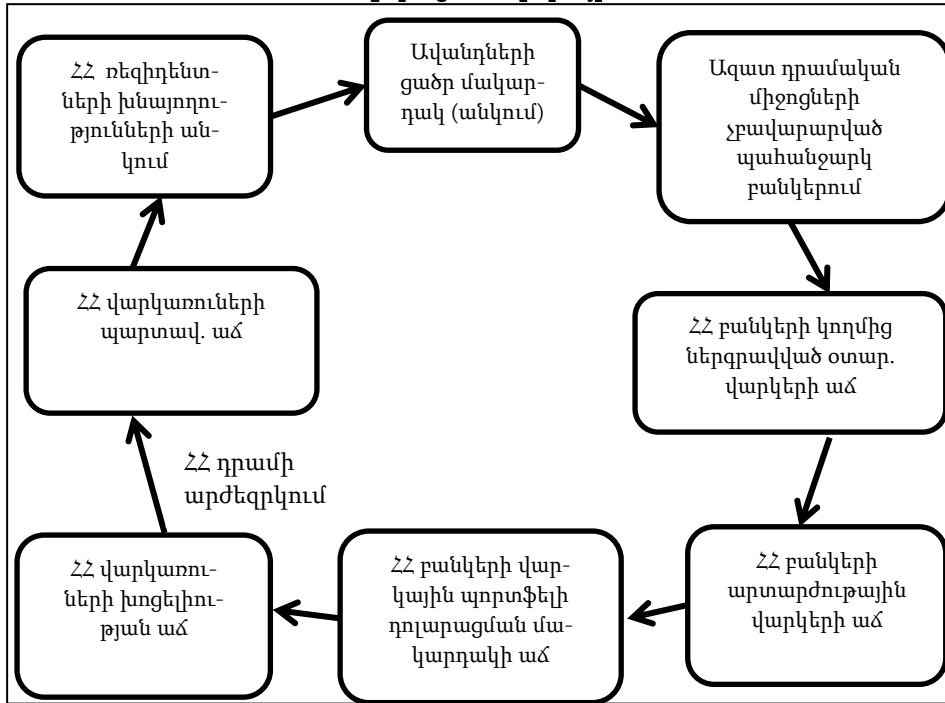 ՀՀ ռեզիդենտ-
ների խնայողու-
թյունների ան-
կում
Ավանդների
ցածր մակար-
դակ (անկում)
Ազատ դրամական
միջոցների
չբավարարված
պահանջարկ
բանկերում
ՀՀ բանկերի կողմից
ներգրավված օտար.
վարկերի աճ
ՀՀ բանկերի
արտարժութային
վարկերի աճ
ՀՀ բանկերի վար-
կային պորտֆելի
դոլարացման մա-
կարդակի աճ
ՀՀ վարկառու-
ների խոցելիու-
թյան աճ
ՀՀ դրամի
արժեզրկում
ՀՀ վարկառուների
պարտավ. աճ